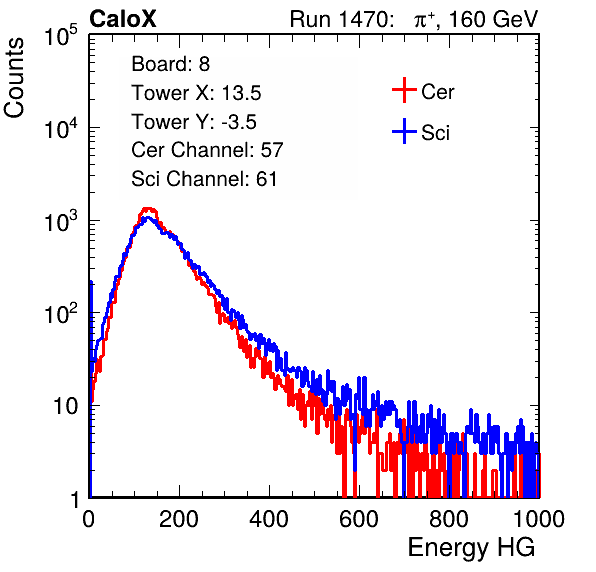 CaloX Run 1470: π⁺, 160 GeV
Counts
10⁵
10⁴
10³
10²
10
1
Board: 8
Tower X: 13.5
Tower Y: -3.5
Cer Channel: 57
Sci Channel: 61
Cer
Sci
0 200 400 600 800 1000
Energy HG